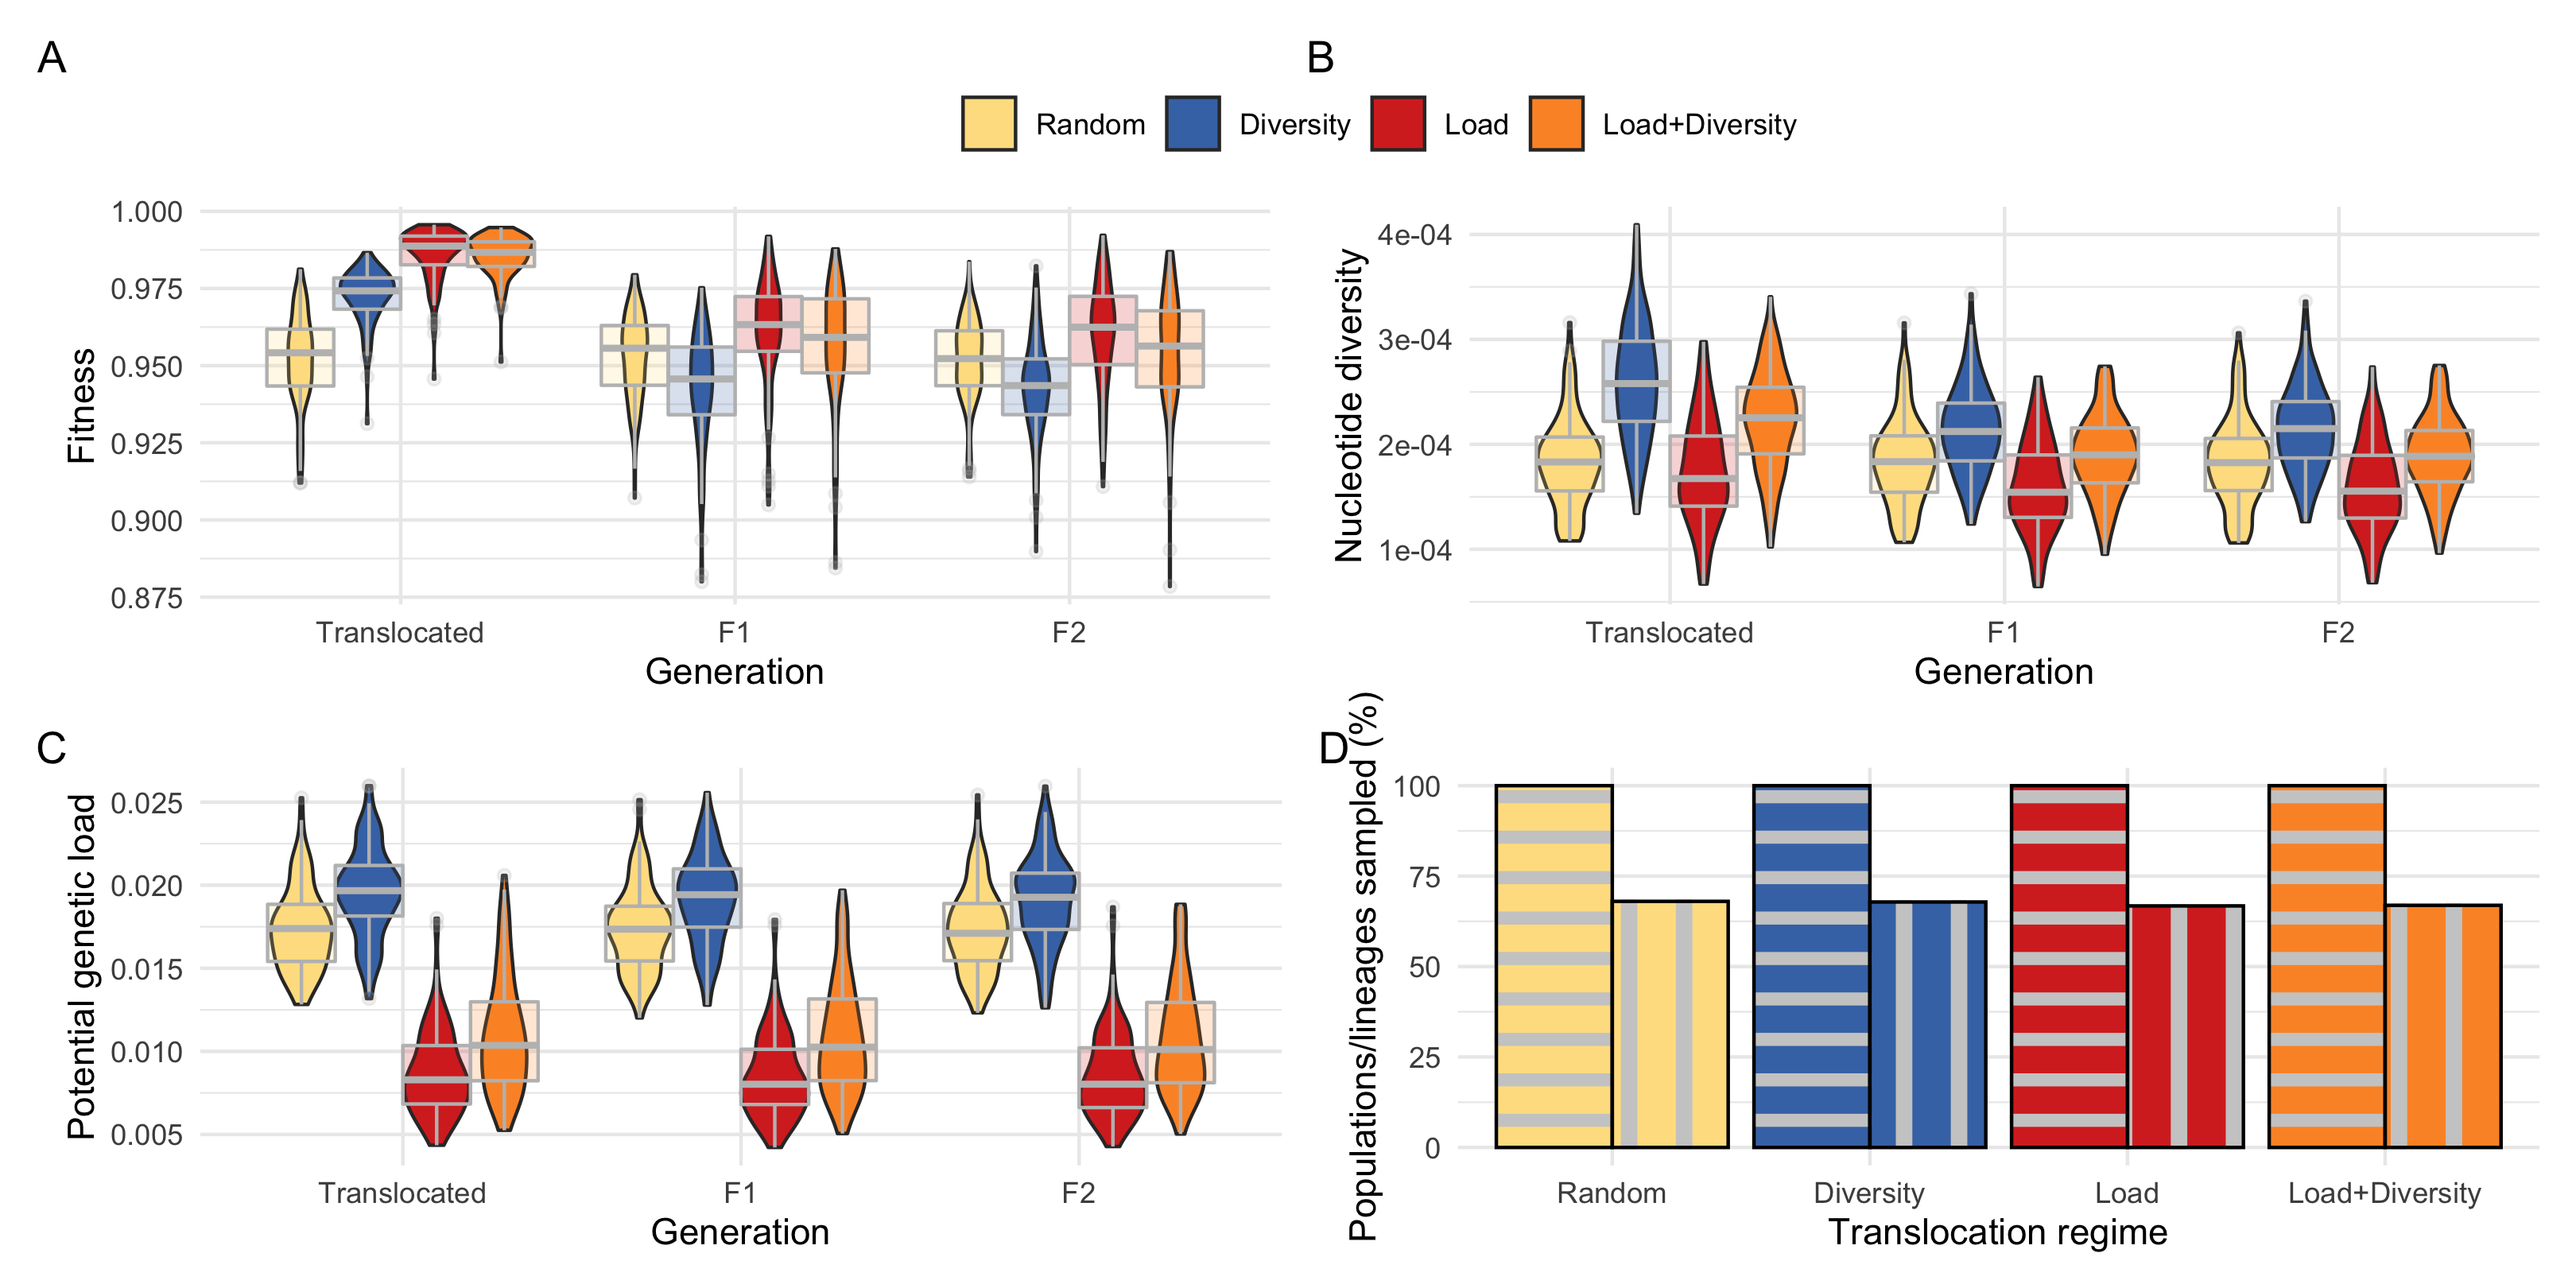 A
B
Random Diversity Load Load+Diversity
Fitness
1.000
0.975
0.950
0.925
0.900
0.875
Translocated F1 F2
Generation
Nucleotide diversity
4e-04
3e-04
2e-04
1e-04
Translocated F1 F2
Generation
C
Potential genetic load
0.025
0.020
0.015
0.010
0.005
Translocated F1 F2
Generation
D
Populations/lineages sampled (%)
100
75
50
25
0
Random Diversity Load Load+Diversity
Translocation regime